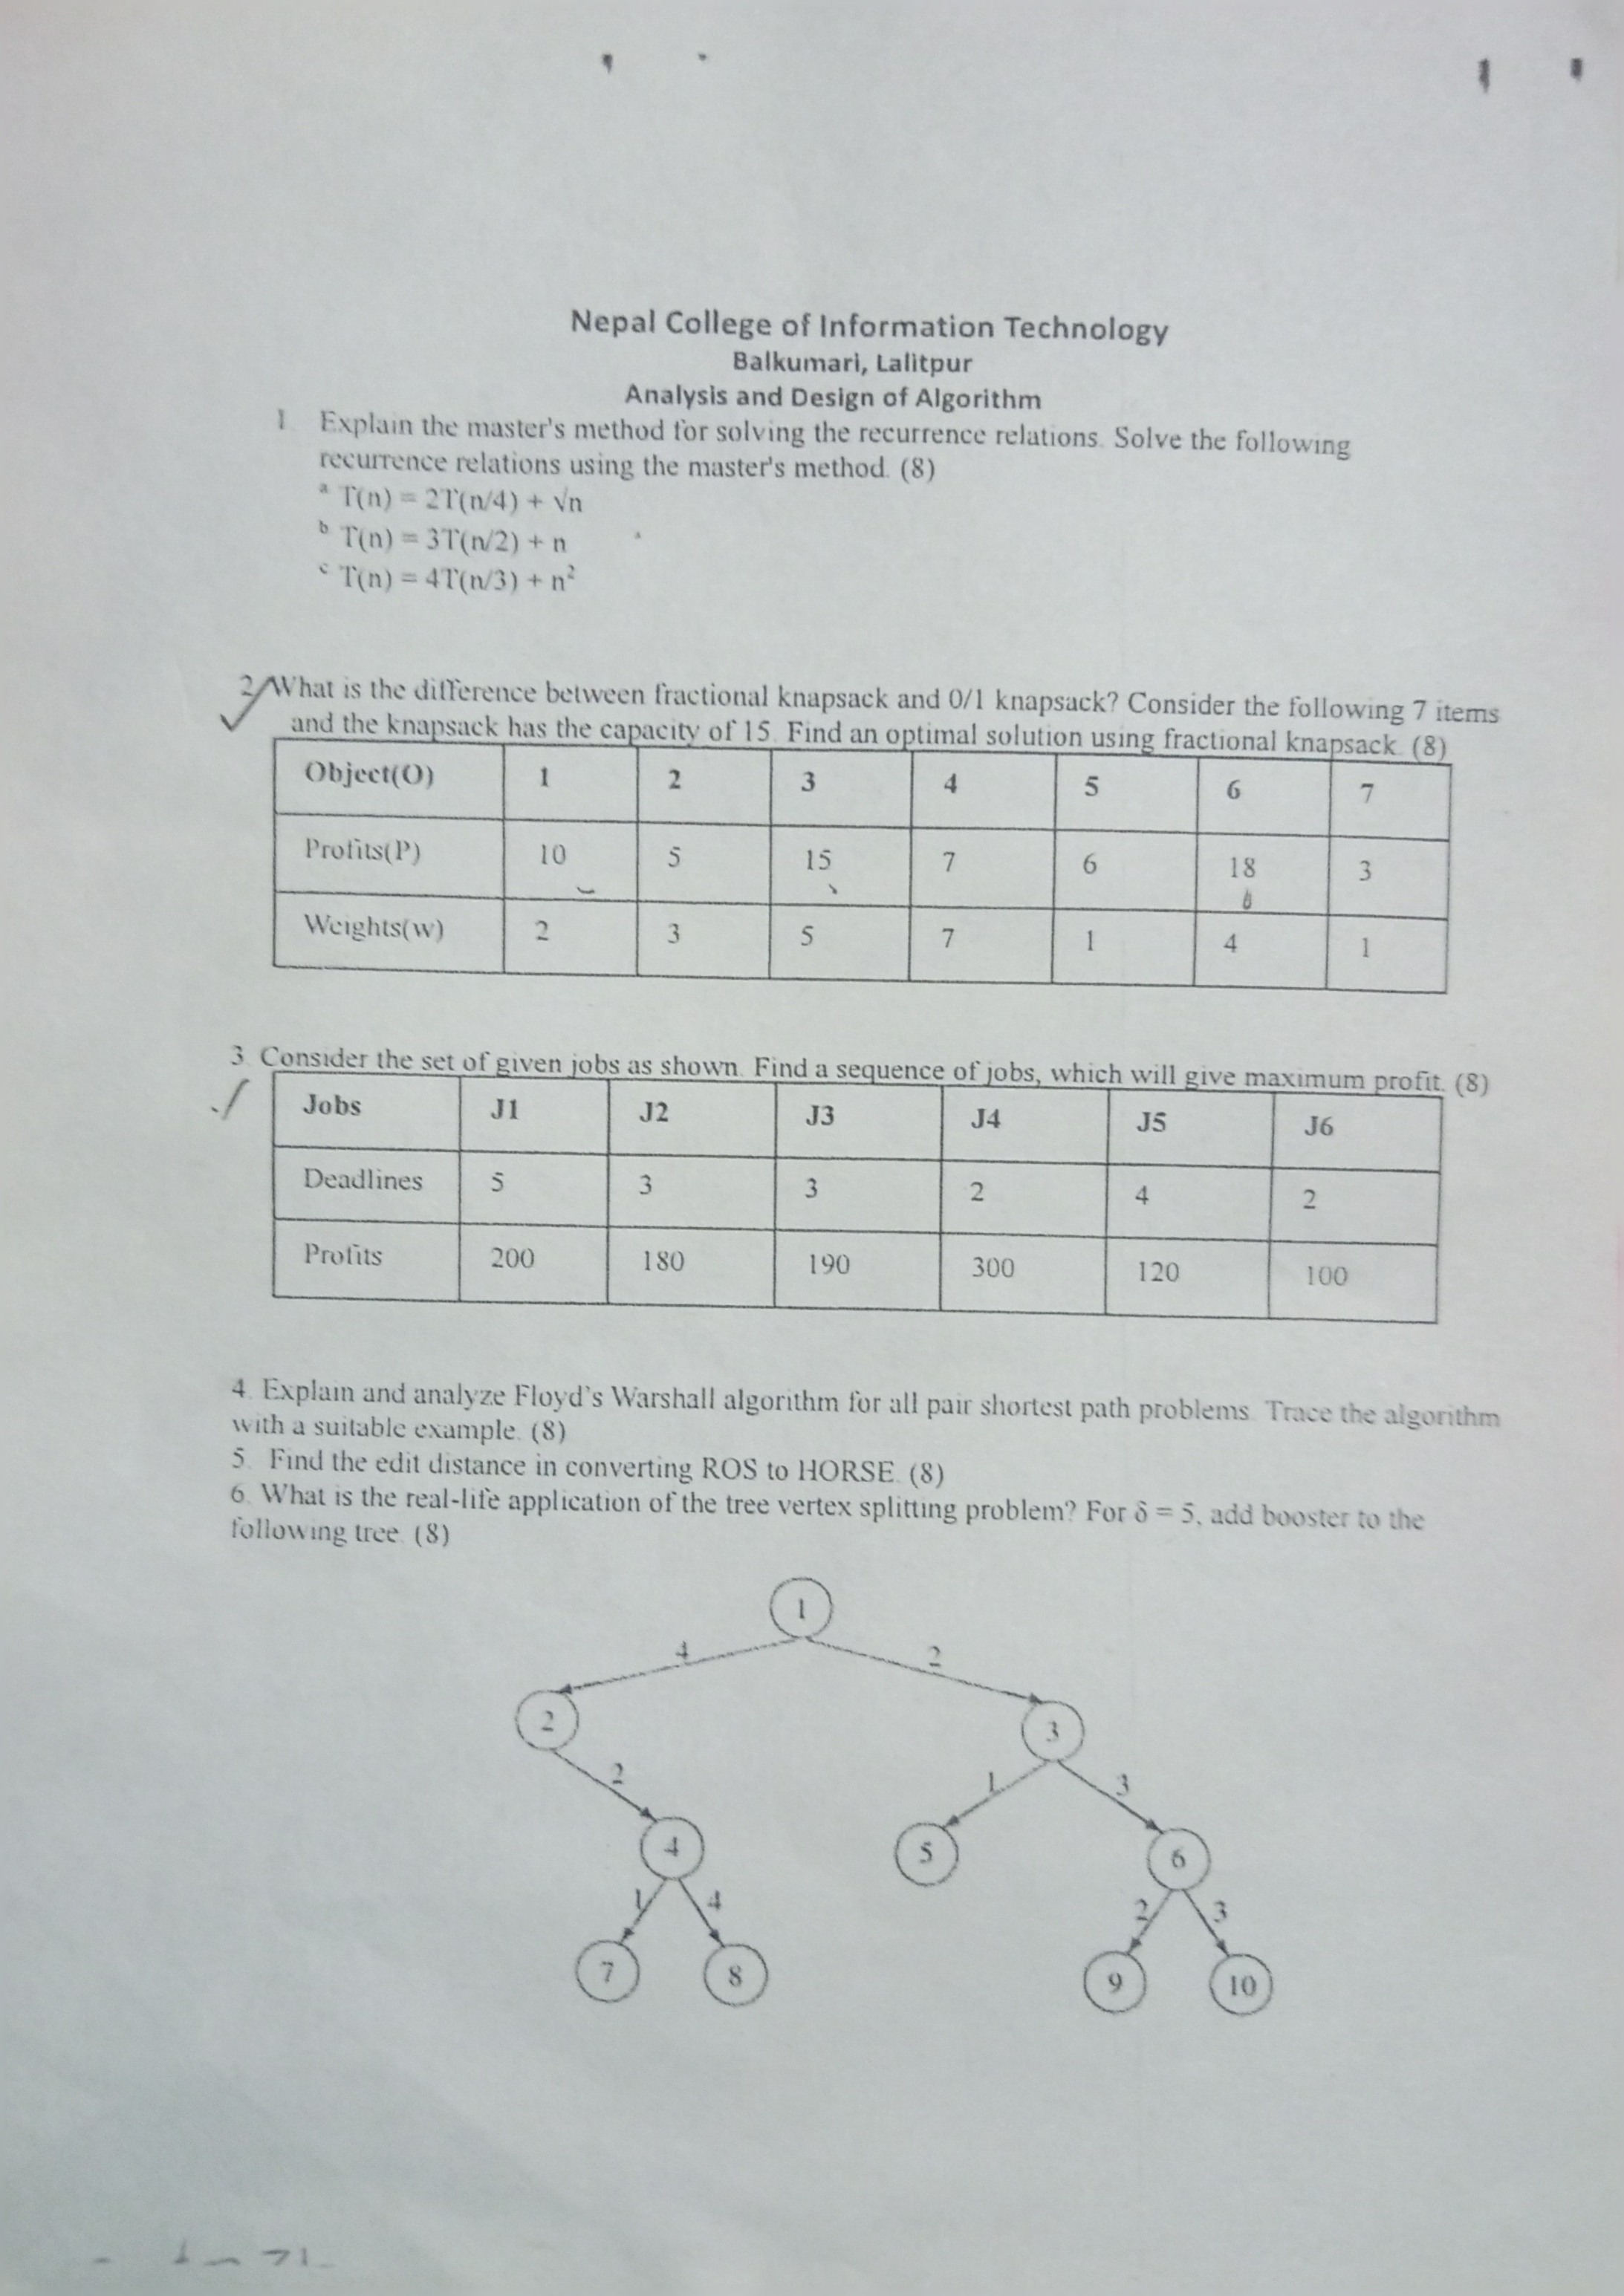 Nepal College of Information Technology
Balkumari, Lalitpur
Analysis and Design of Algorithm
1 Explain the master's method for solving the recurrence relations. Solve the following
recurrence relations using the master's method. (8)
a T(n) = 2T(n/4) + √n
b T(n) = 3T(n/2) + n
c T(n) = 4T(n/3) + n²
2 What is the difference between fractional knapsack and 0/1 knapsack? Consider the following 7 items
and the knapsack has the capacity of 15. Find an optimal solution using fractional knapsack. (8)
Object(O) 1 2 3 4 5 6 7
Profits(P) 10 5 15 7 6 18 3
Weights(w) 2 3 5 7 1 4 1
3. Consider the set of given jobs as shown. Find a sequence of jobs, which will give maximum profit. (8)
Jobs J1 J2 J3 J4 J5 J6
Deadlines 5 3 3 2 4 2
Profits 200 180 190 300 120 100
4. Explain and analyze Floyd's Warshall algorithm for all pair shortest path problems. Trace the algorithm
with a suitable example. (8)
5. Find the edit distance in converting ROS to HORSE. (8)
6. What is the real-life application of the tree vertex splitting problem? For δ = 5, add booster to the
following tree. (8)
1
4 2
2 3
2 1 3
4 5 6
1 4 2 3
7 8 9 10